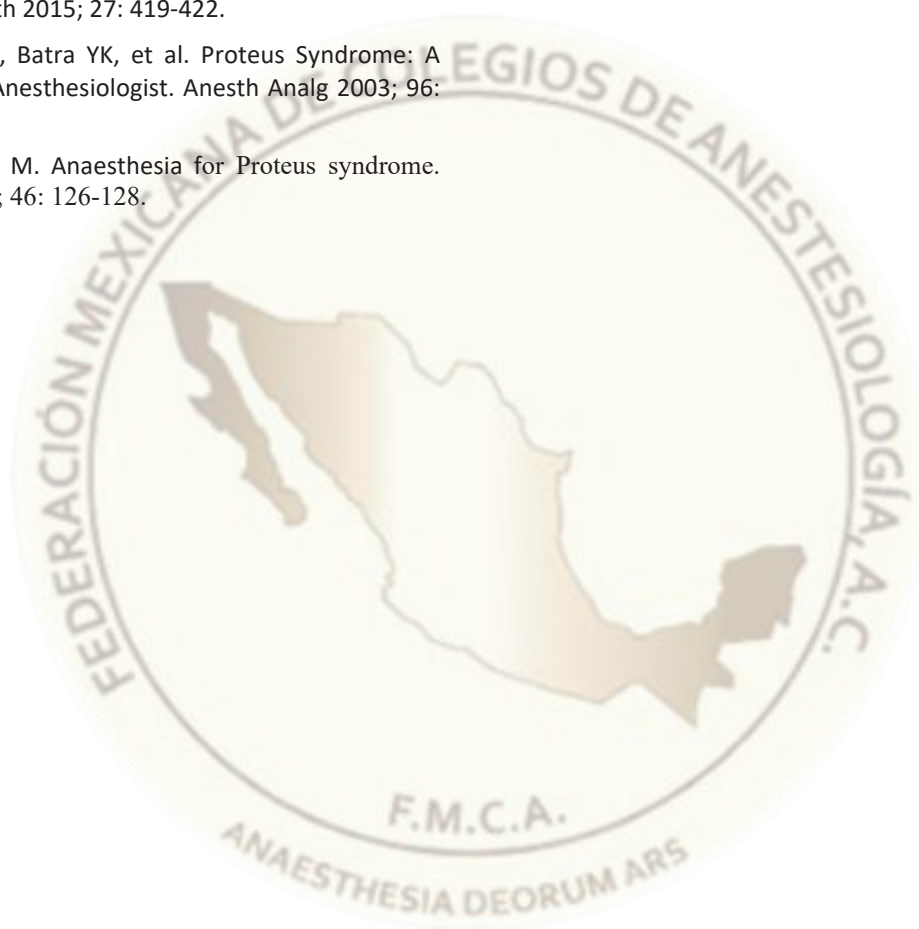 th 2015; 27: 419-422.
, Batra YK, et al. Proteus Syndrome: A
Anesthesiologist. Anesth Analg 2003; 96:
M. Anaesthesia for Proteus syndrome.
; 46: 126-128.
FEDERACIÓN MEXICANA DE COLEGIOS DE ANESTESIOLOGÍA, A.C.
F.M.C.A.
ANAESTHESIA DEORUM ARS